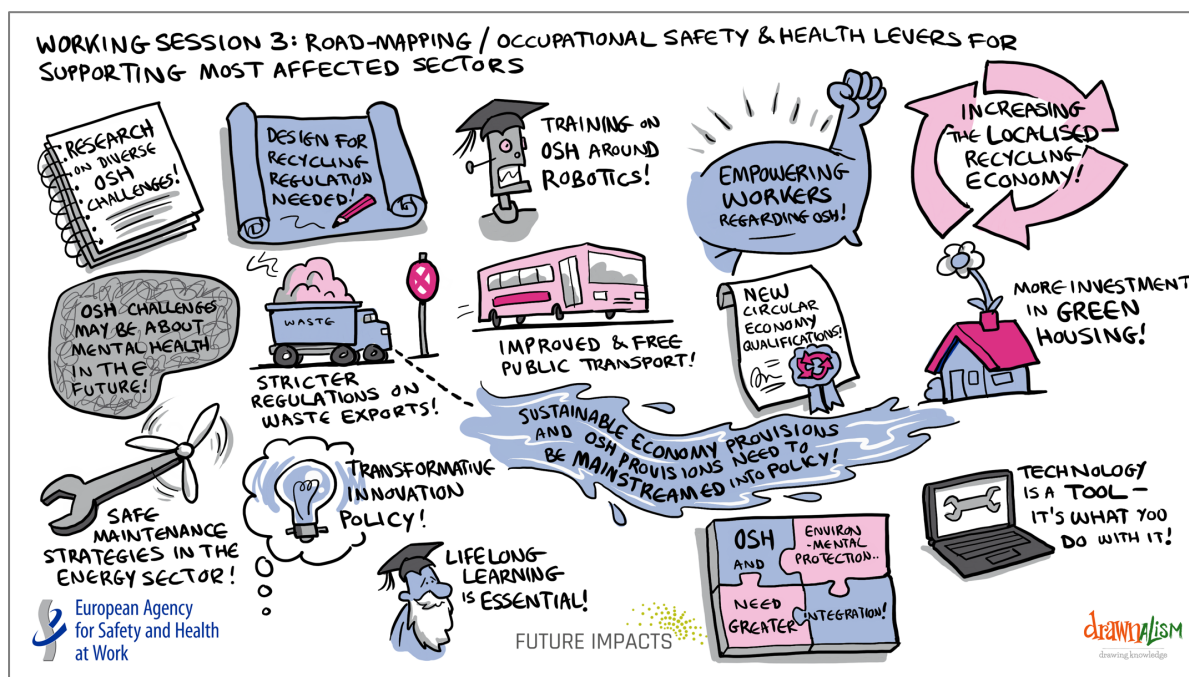 WORKING SESSION 3: ROAD-MAPPING / OCCUPATIONAL SAFETY & HEALTH LEVERS FOR
SUPPORTING MOST AFFECTED SECTORS
RESEARCH
ON DIVERSE
OSH
CHALLENGES!
DESIGN FOR
RECYCLING
REGULATION
NEEDED!
TRAINING ON
OSH AROUND
ROBOTICS!
EMPOWERING
WORKERS
REGARDING OSH!
INCREASING
THE LOCALISED
RECYCLING
ECONOMY!
OSH CHALLENGES
MAY BE ABOUT
MENTAL HEALTH
IN THE
FUTURE!
WASTE
STRICTER
REGULATIONS ON
WASTE EXPORTS!
IMPROVED & FREE
PUBLIC TRANSPORT!
NEW
CIRCULAR
ECONOMY
QUALIFICATIONS!
MORE INVESTMENT
IN GREEN
HOUSING!
SUSTAINABLE ECONOMY PROVISIONS
AND OSH PROVISIONS NEED TO
BE MAINSTREAMED INTO POLICY!
SAFE
MAINTENANCE
STRATEGIES IN THE
ENERGY SECTOR!
TRANSFORMATIVE
INNOVATION
POLICY!
LIFELONG
LEARNING
IS ESSENTIAL!
OSH
AND
ENVIRON
-MENTAL
PROTECTION..
NEED
GREATER
INTEGRATION!
TECHNOLOGY
IS A TOOL –
IT'S WHAT YOU
DO WITH IT!
European Agency
for Safety and Health
at Work
FUTURE IMPACTS
drawnalism
drawing knowledge